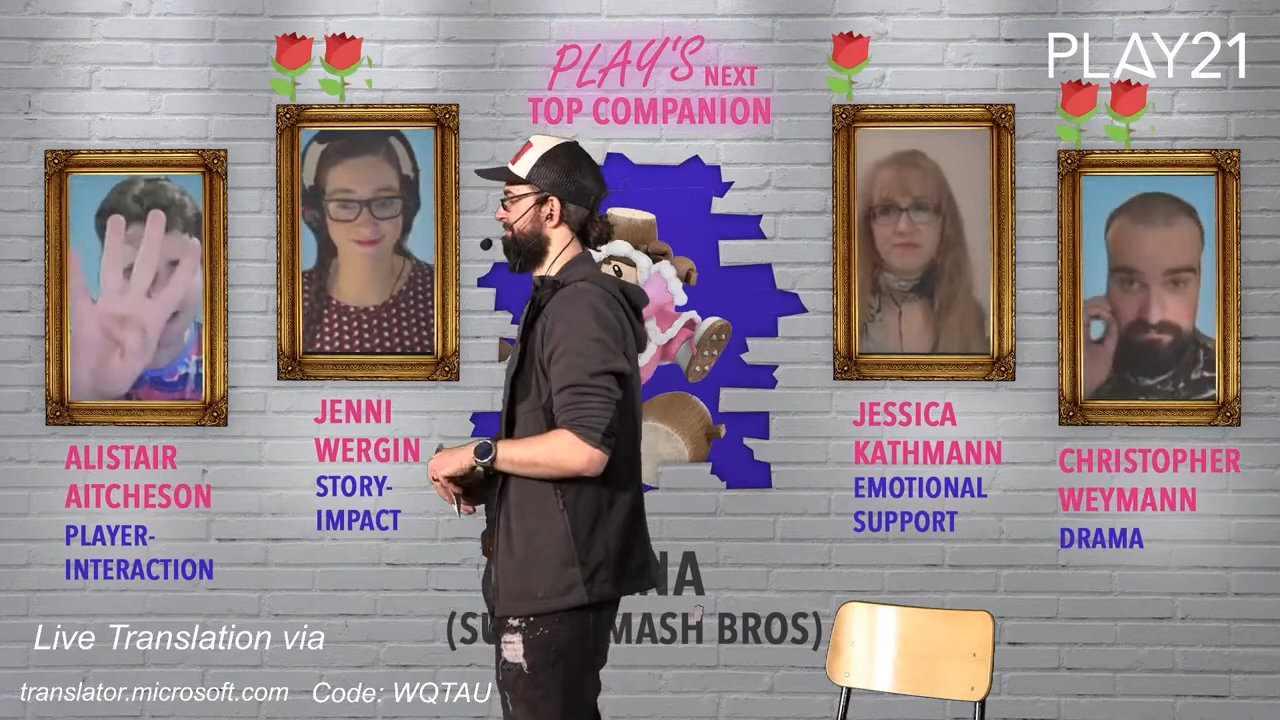 PLAY'S NEXT
TOP COMPANION
PLAY21
ALISTAIR
AITCHESON
PLAYER-
INTERACTION
JENNI
WERGIN
STORY-
IMPACT
JESSICA
KATHMANN
EMOTIONAL
SUPPORT
CHRISTOPHER
WEYMANN
DRAMA
BROS)
Live Translation via
translator.microsoft.com Code: WQTAU